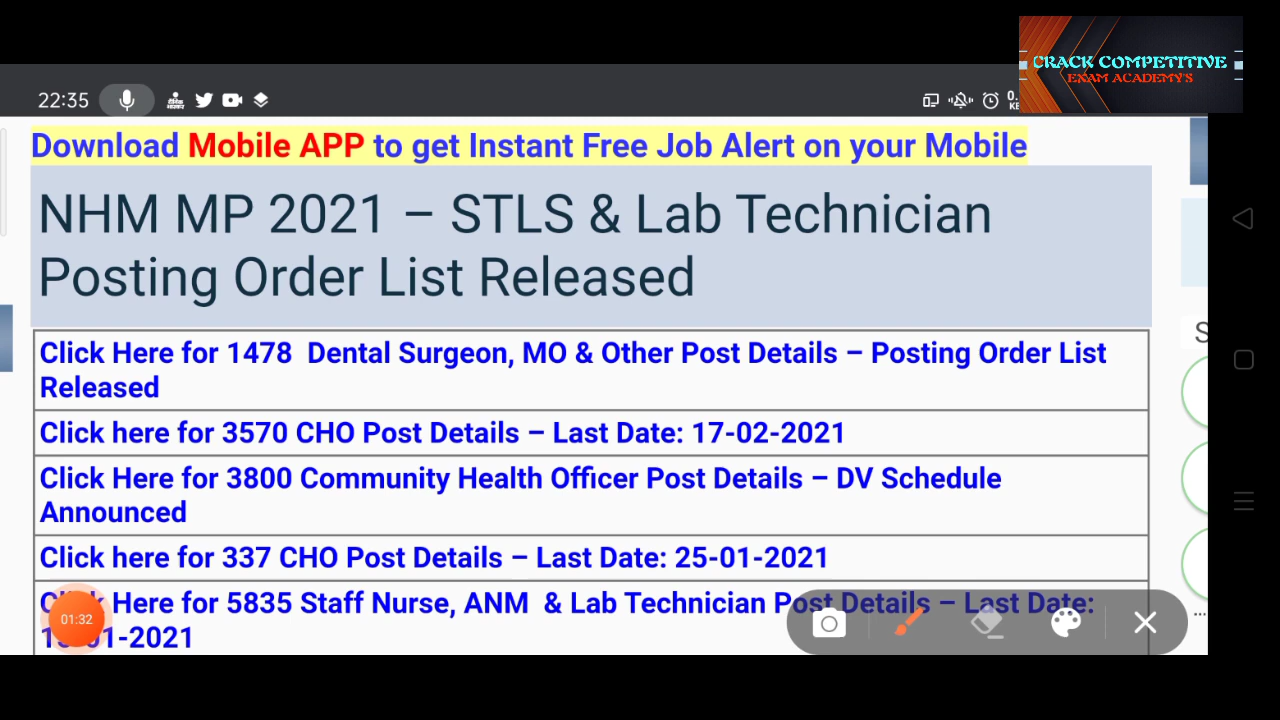 CRACK COMPETITIVE
EXAM ACADEMY'S
22:35
Download Mobile APP to get Instant Free Job Alert on your Mobile
NHM MP 2021 – STLS & Lab Technician
Posting Order List Released
Click Here for 1478 Dental Surgeon, MO & Other Post Details – Posting Order List
Released
Click here for 3570 CHO Post Details – Last Date: 17-02-2021
Click Here for 3800 Community Health Officer Post Details – DV Schedule
Announced
Click here for 337 CHO Post Details – Last Date: 25-01-2021
Here for 5835 Staff Nurse, ANM & Lab Technician Post Details – Last Date:
01:32